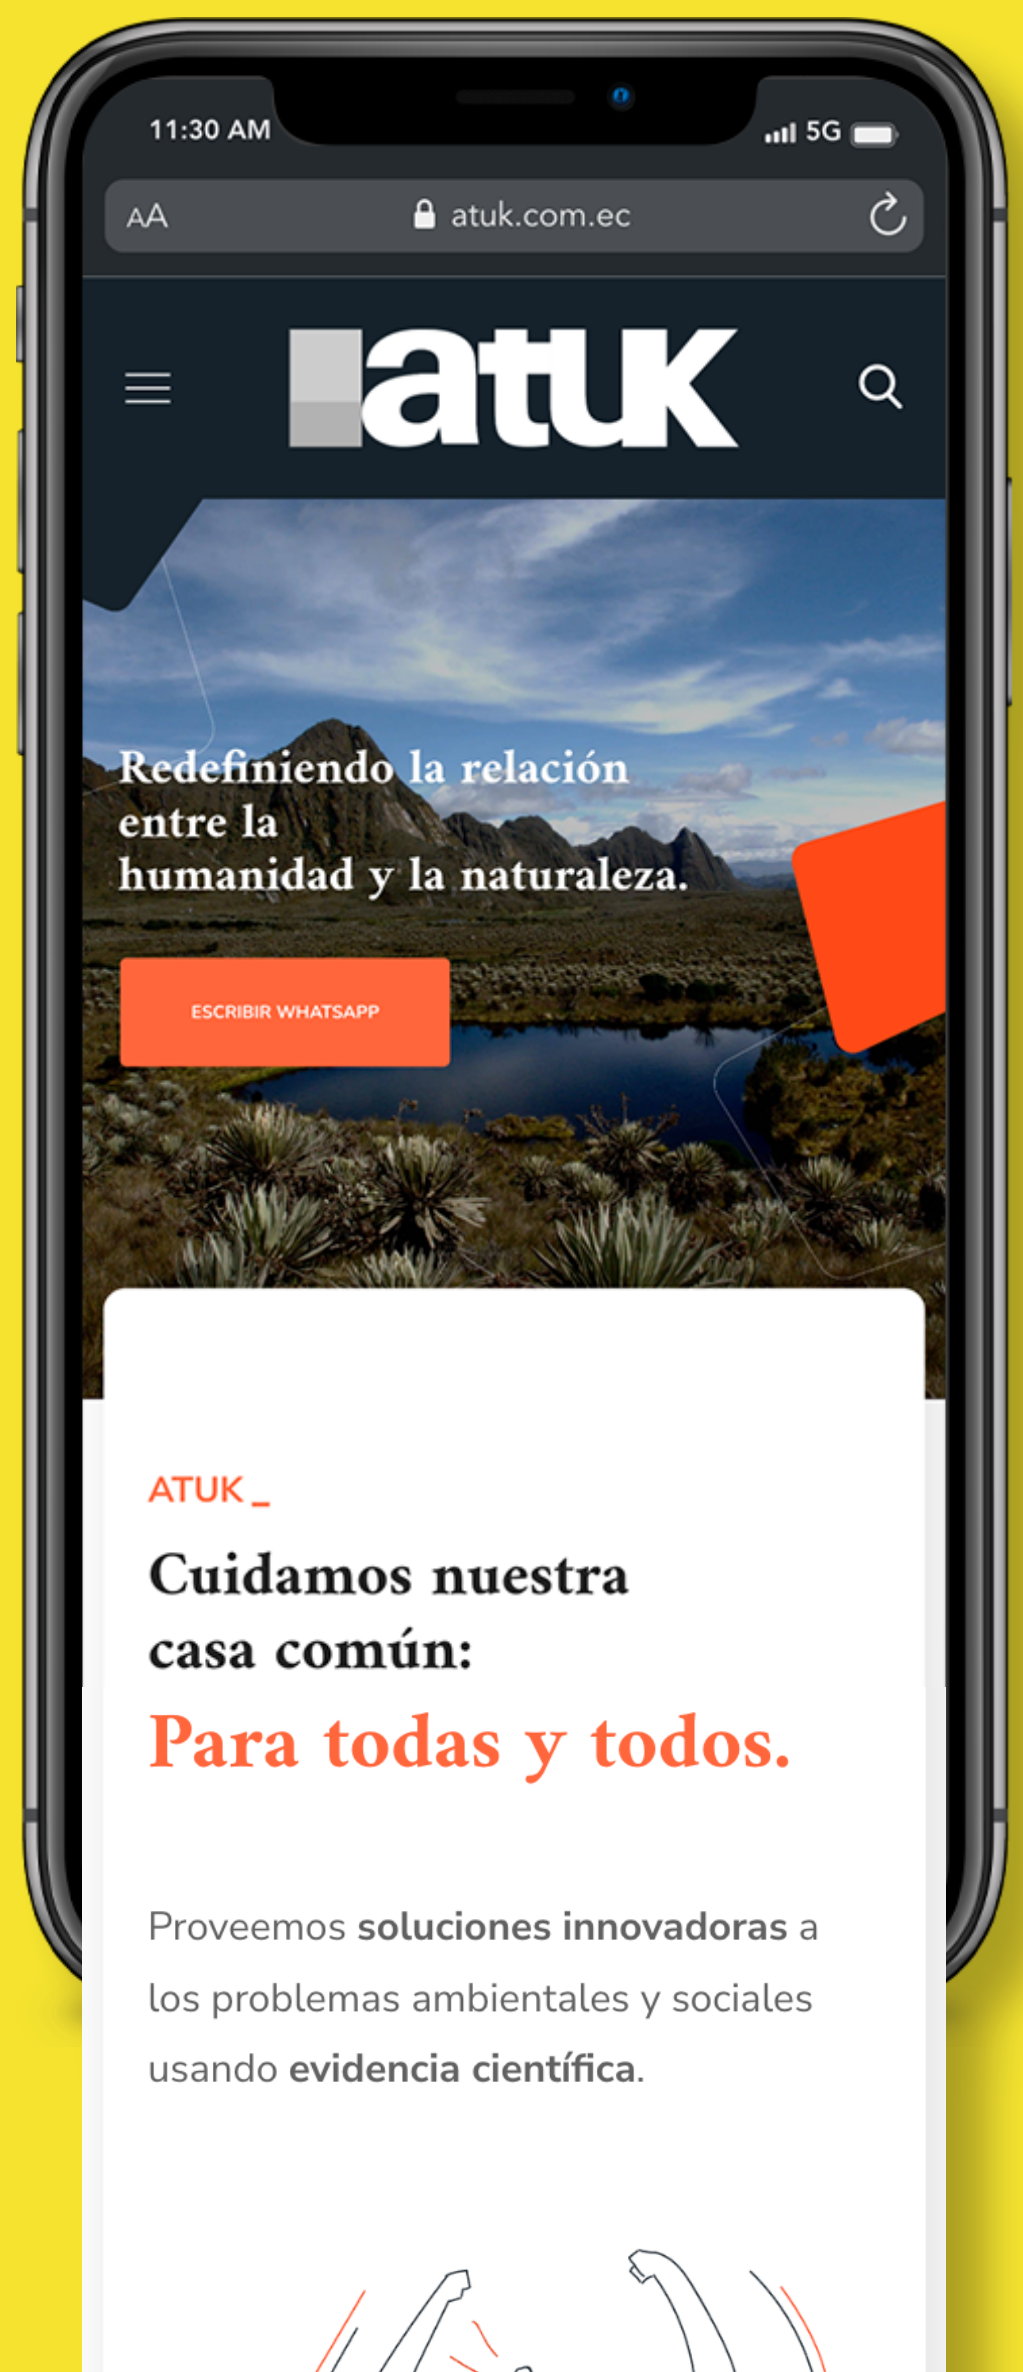 11:30 AM
5G
AA
atuk.com.ec
atuk
Redefiniendo la relación
entre la
humanidad y la naturaleza.
ESCRIBIR WHATSAPP
ATUK _
Cuidamos nuestra
casa común:
Para todas y todos.
Proveemos soluciones innovadoras a
los problemas ambientales y sociales
usando evidencia científica.